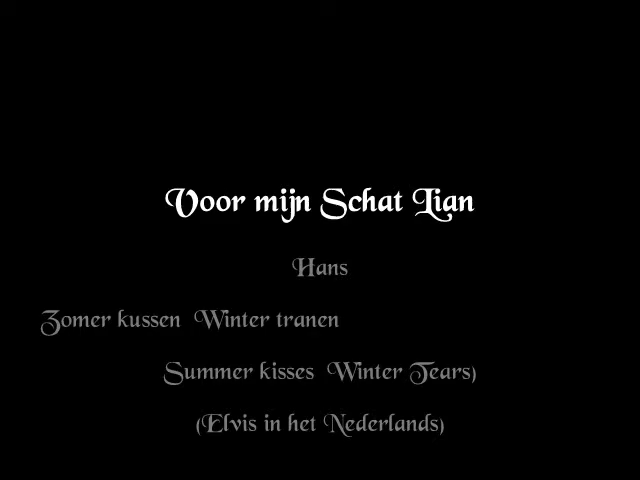 Voor mijn Schat Lian
Hans
Zomer kussen Winter tranen
Summer kisses Winter Tears)
(Elvis in het Nederlands)